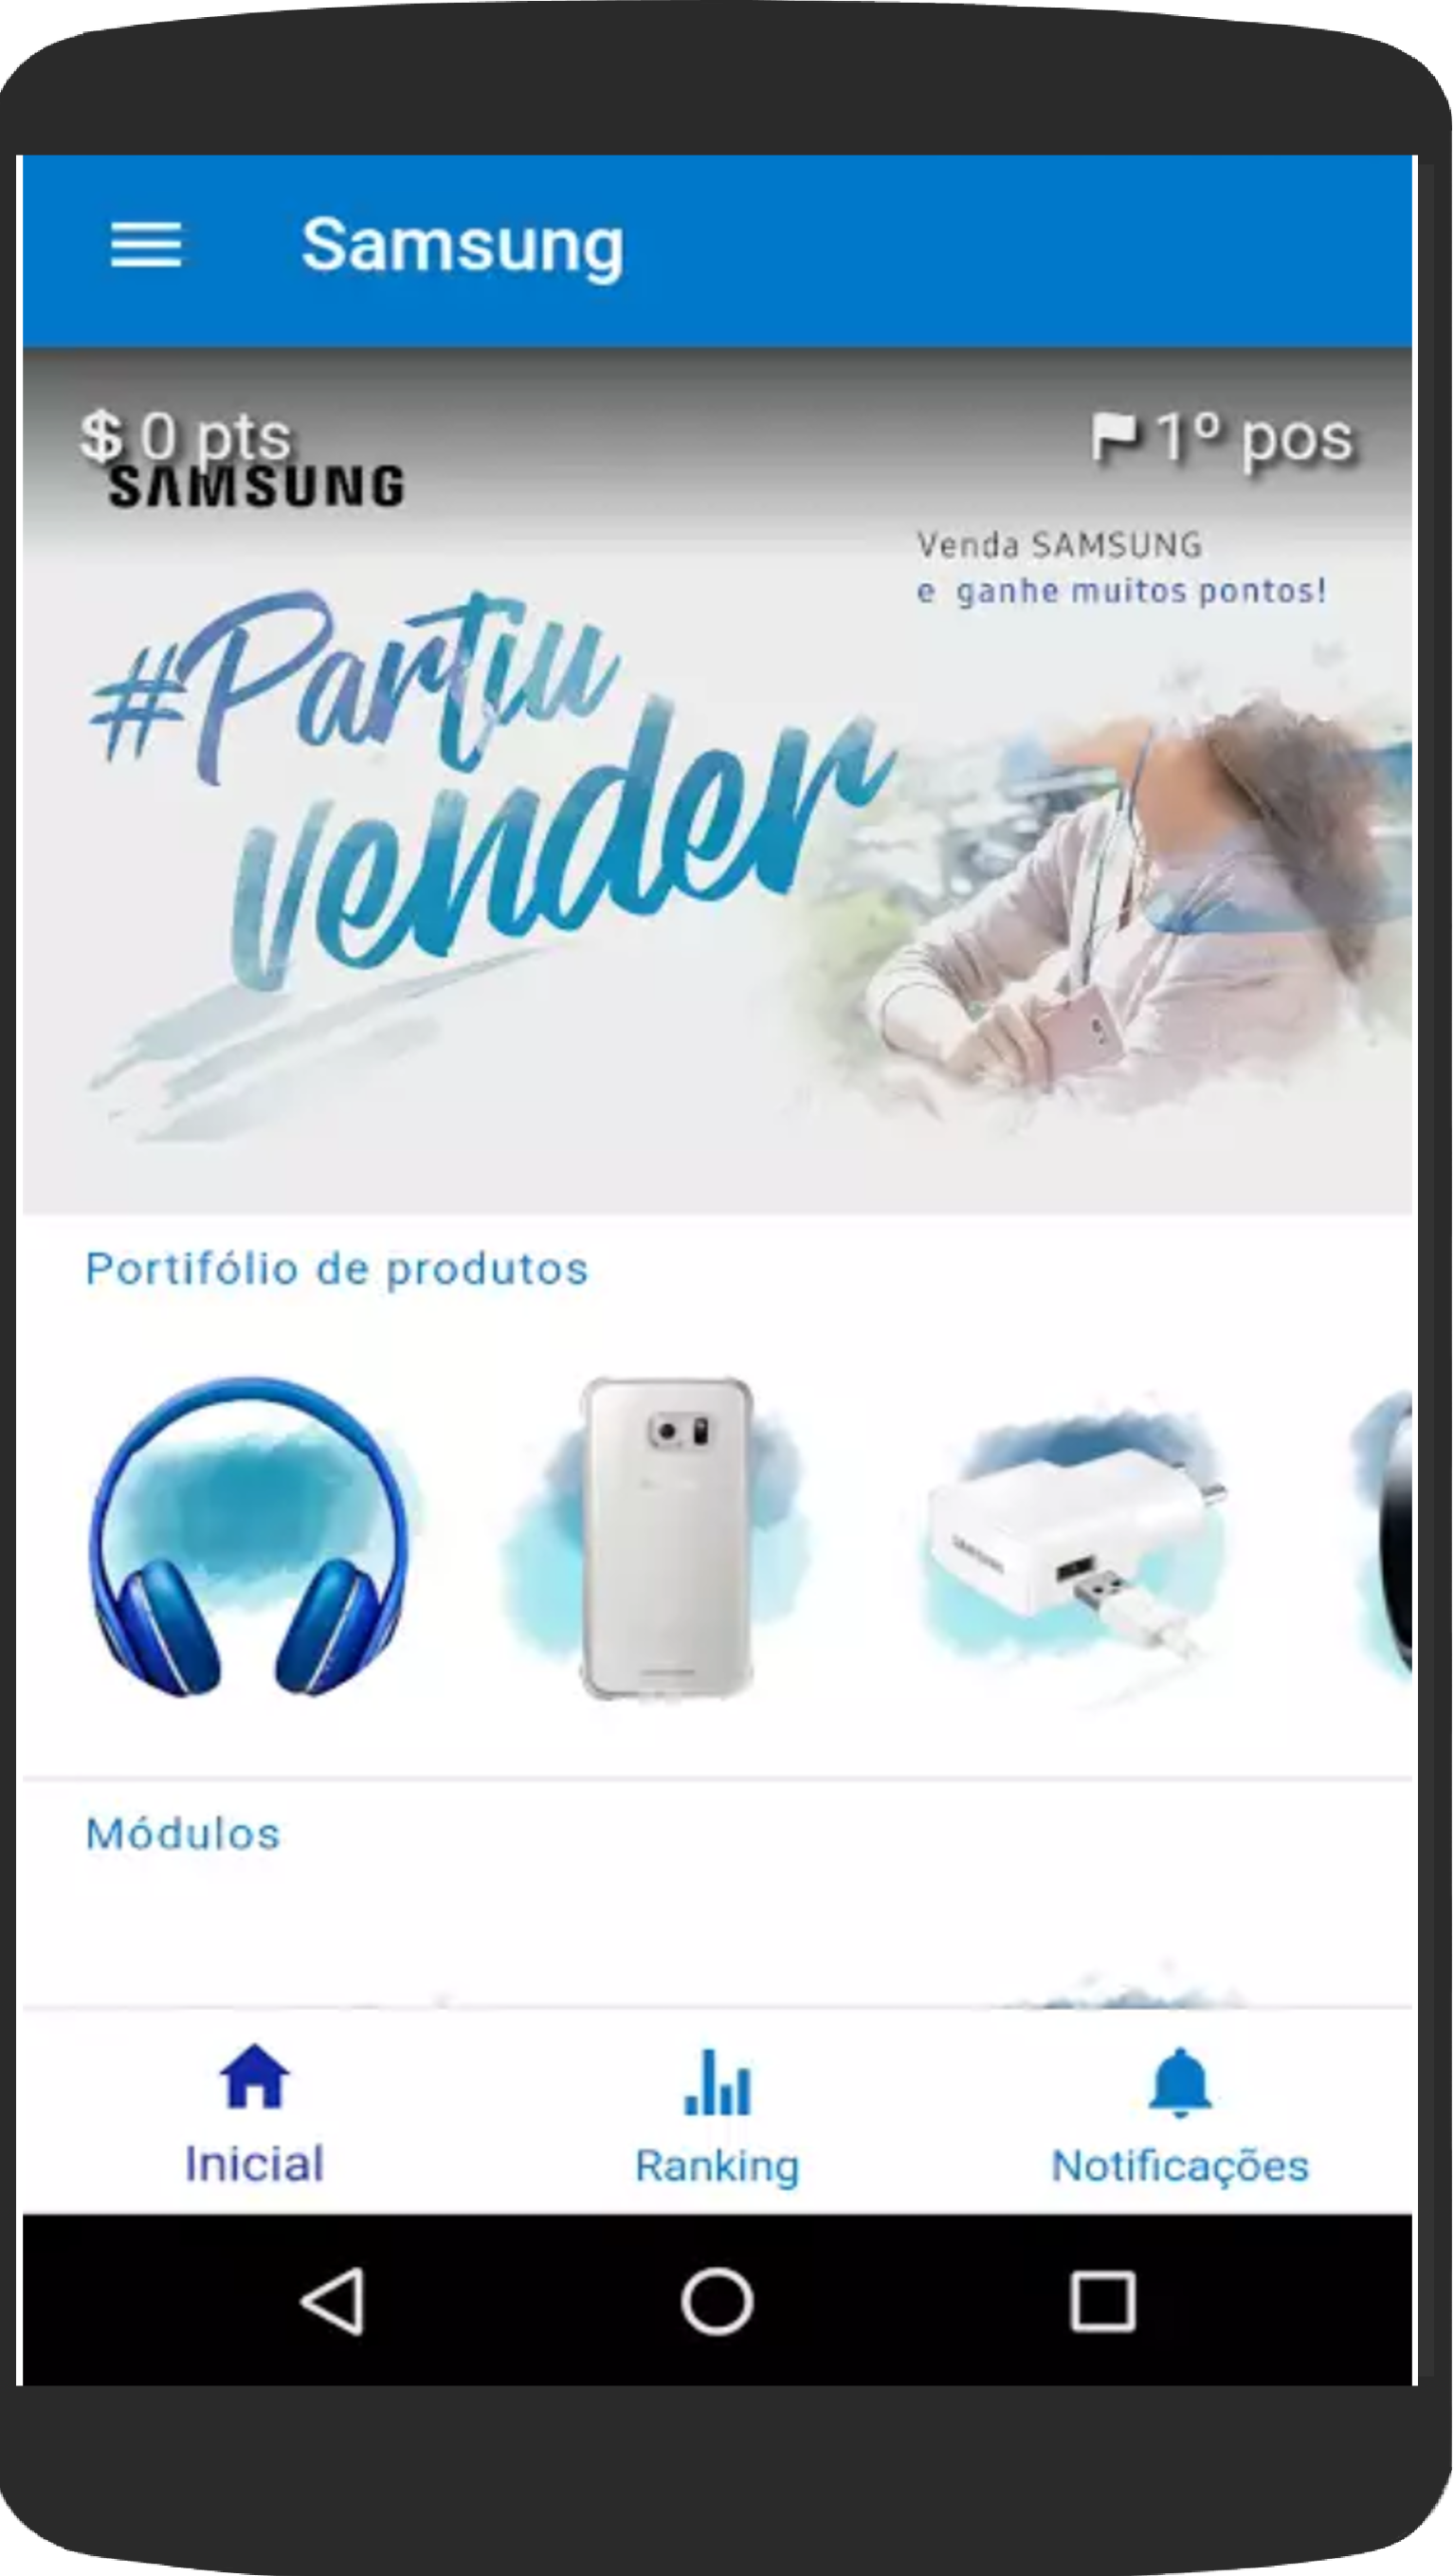 Samsung
$ 0 pts
1º pos
SAMSUNG
Venda SAMSUNG
e ganhe muitos pontos!
#Partiu
vender
Portifólio de produtos
SAMSUNG
Módulos
Inicial
Ranking
Notificações